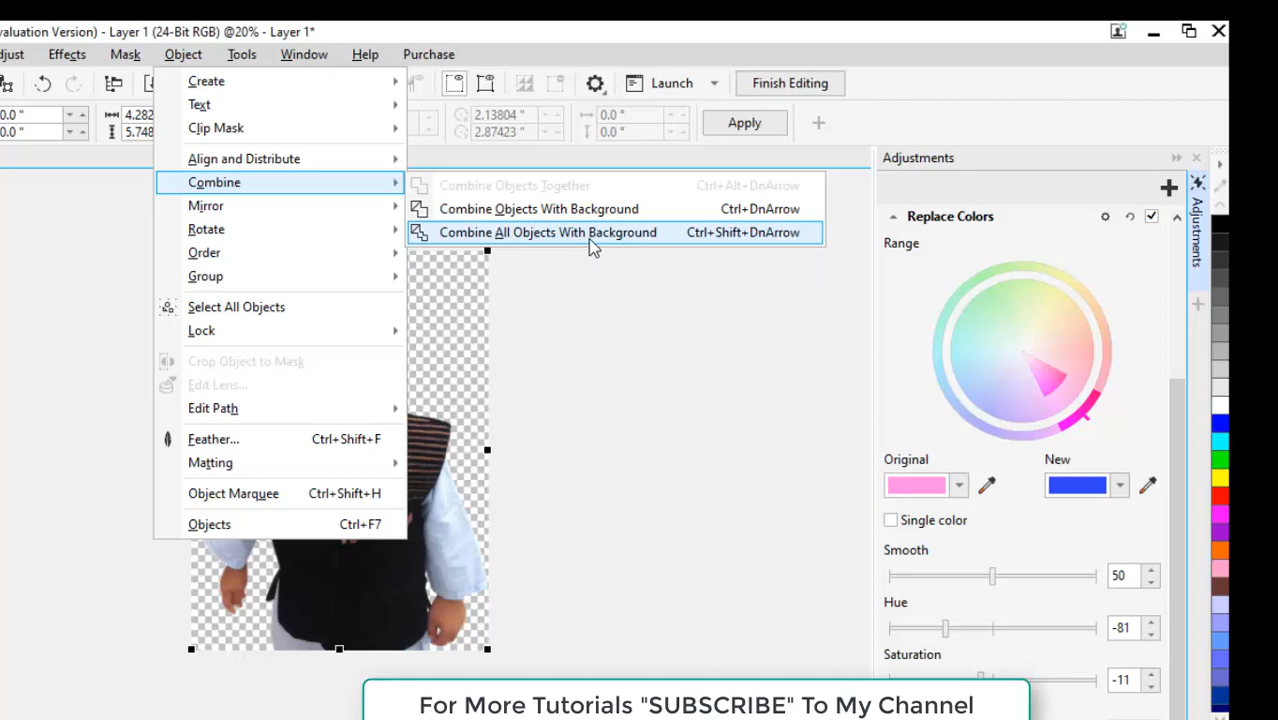 valuation Version) - Layer 1 (24-Bit RGB) @20% - Layer 1*
djust Effects Mask Object Tools Window Help Purchase
Launch Finish Editing
0.0 " 4.282 2.13804 " 0.0 "
0.0 " 5.748 2.87423 " 0.0 " Apply
Create
Text
Clip Mask
Align and Distribute
Combine
Mirror
Rotate
Order
Group
Select All Objects
Lock
Crop Object to Mask
Edit Lens...
Edit Path
Feather... Ctrl+Shift+F
Matting
Object Marquee Ctrl+Shift+H
Objects Ctrl+F7
Combine Objects Together Ctrl+Alt+DnArrow
Combine Objects With Background Ctrl+DnArrow
Combine All Objects With Background Ctrl+Shift+DnArrow
Adjustments
Replace Colors
Range
Original New
Single color
Smooth
50
Hue
-81
Saturation
-11
Adjustments
For More Tutorials "SUBSCRIBE" To My Channel